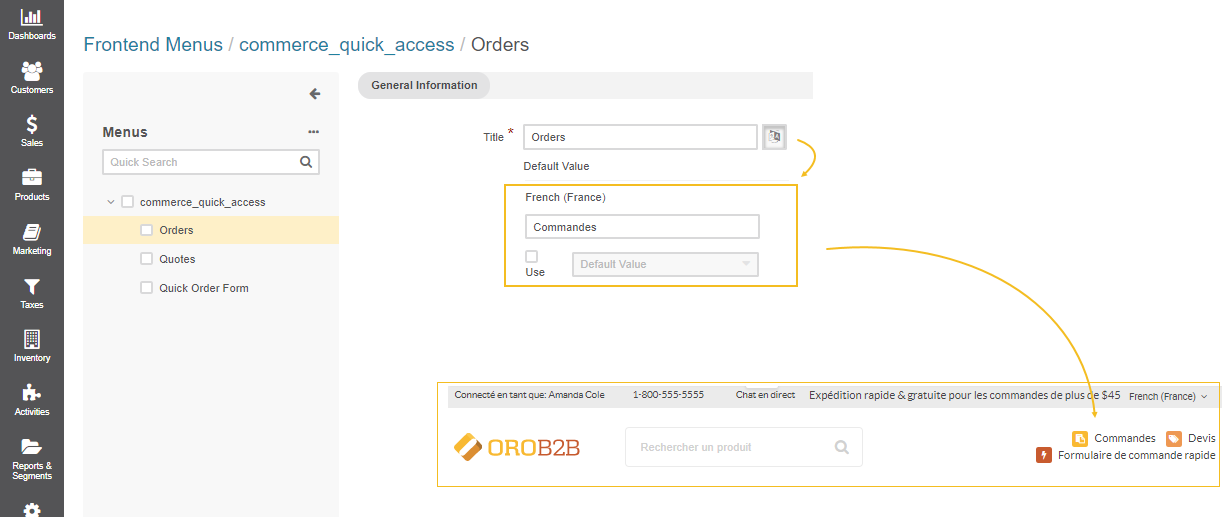 Dashboards
Customers
Sales
Products
Marketing
Taxes
Inventory
Activities
Reports &
Segments
Frontend Menus / commerce_quick_access / Orders
Menus
Quick Search
commerce_quick_access
Orders
Quotes
Quick Order Form
General Information
Title * Orders
Default Value
French (France)
Commandes
Use Default Value
Connecté en tant que: Amanda Cole 1-800-555-5555 Chat en direct Expédition rapide & gratuite pour les commandes de plus de $45 French (France)
OROB2B Rechercher un produit Commandes Devis
Formulaire de commande rapide